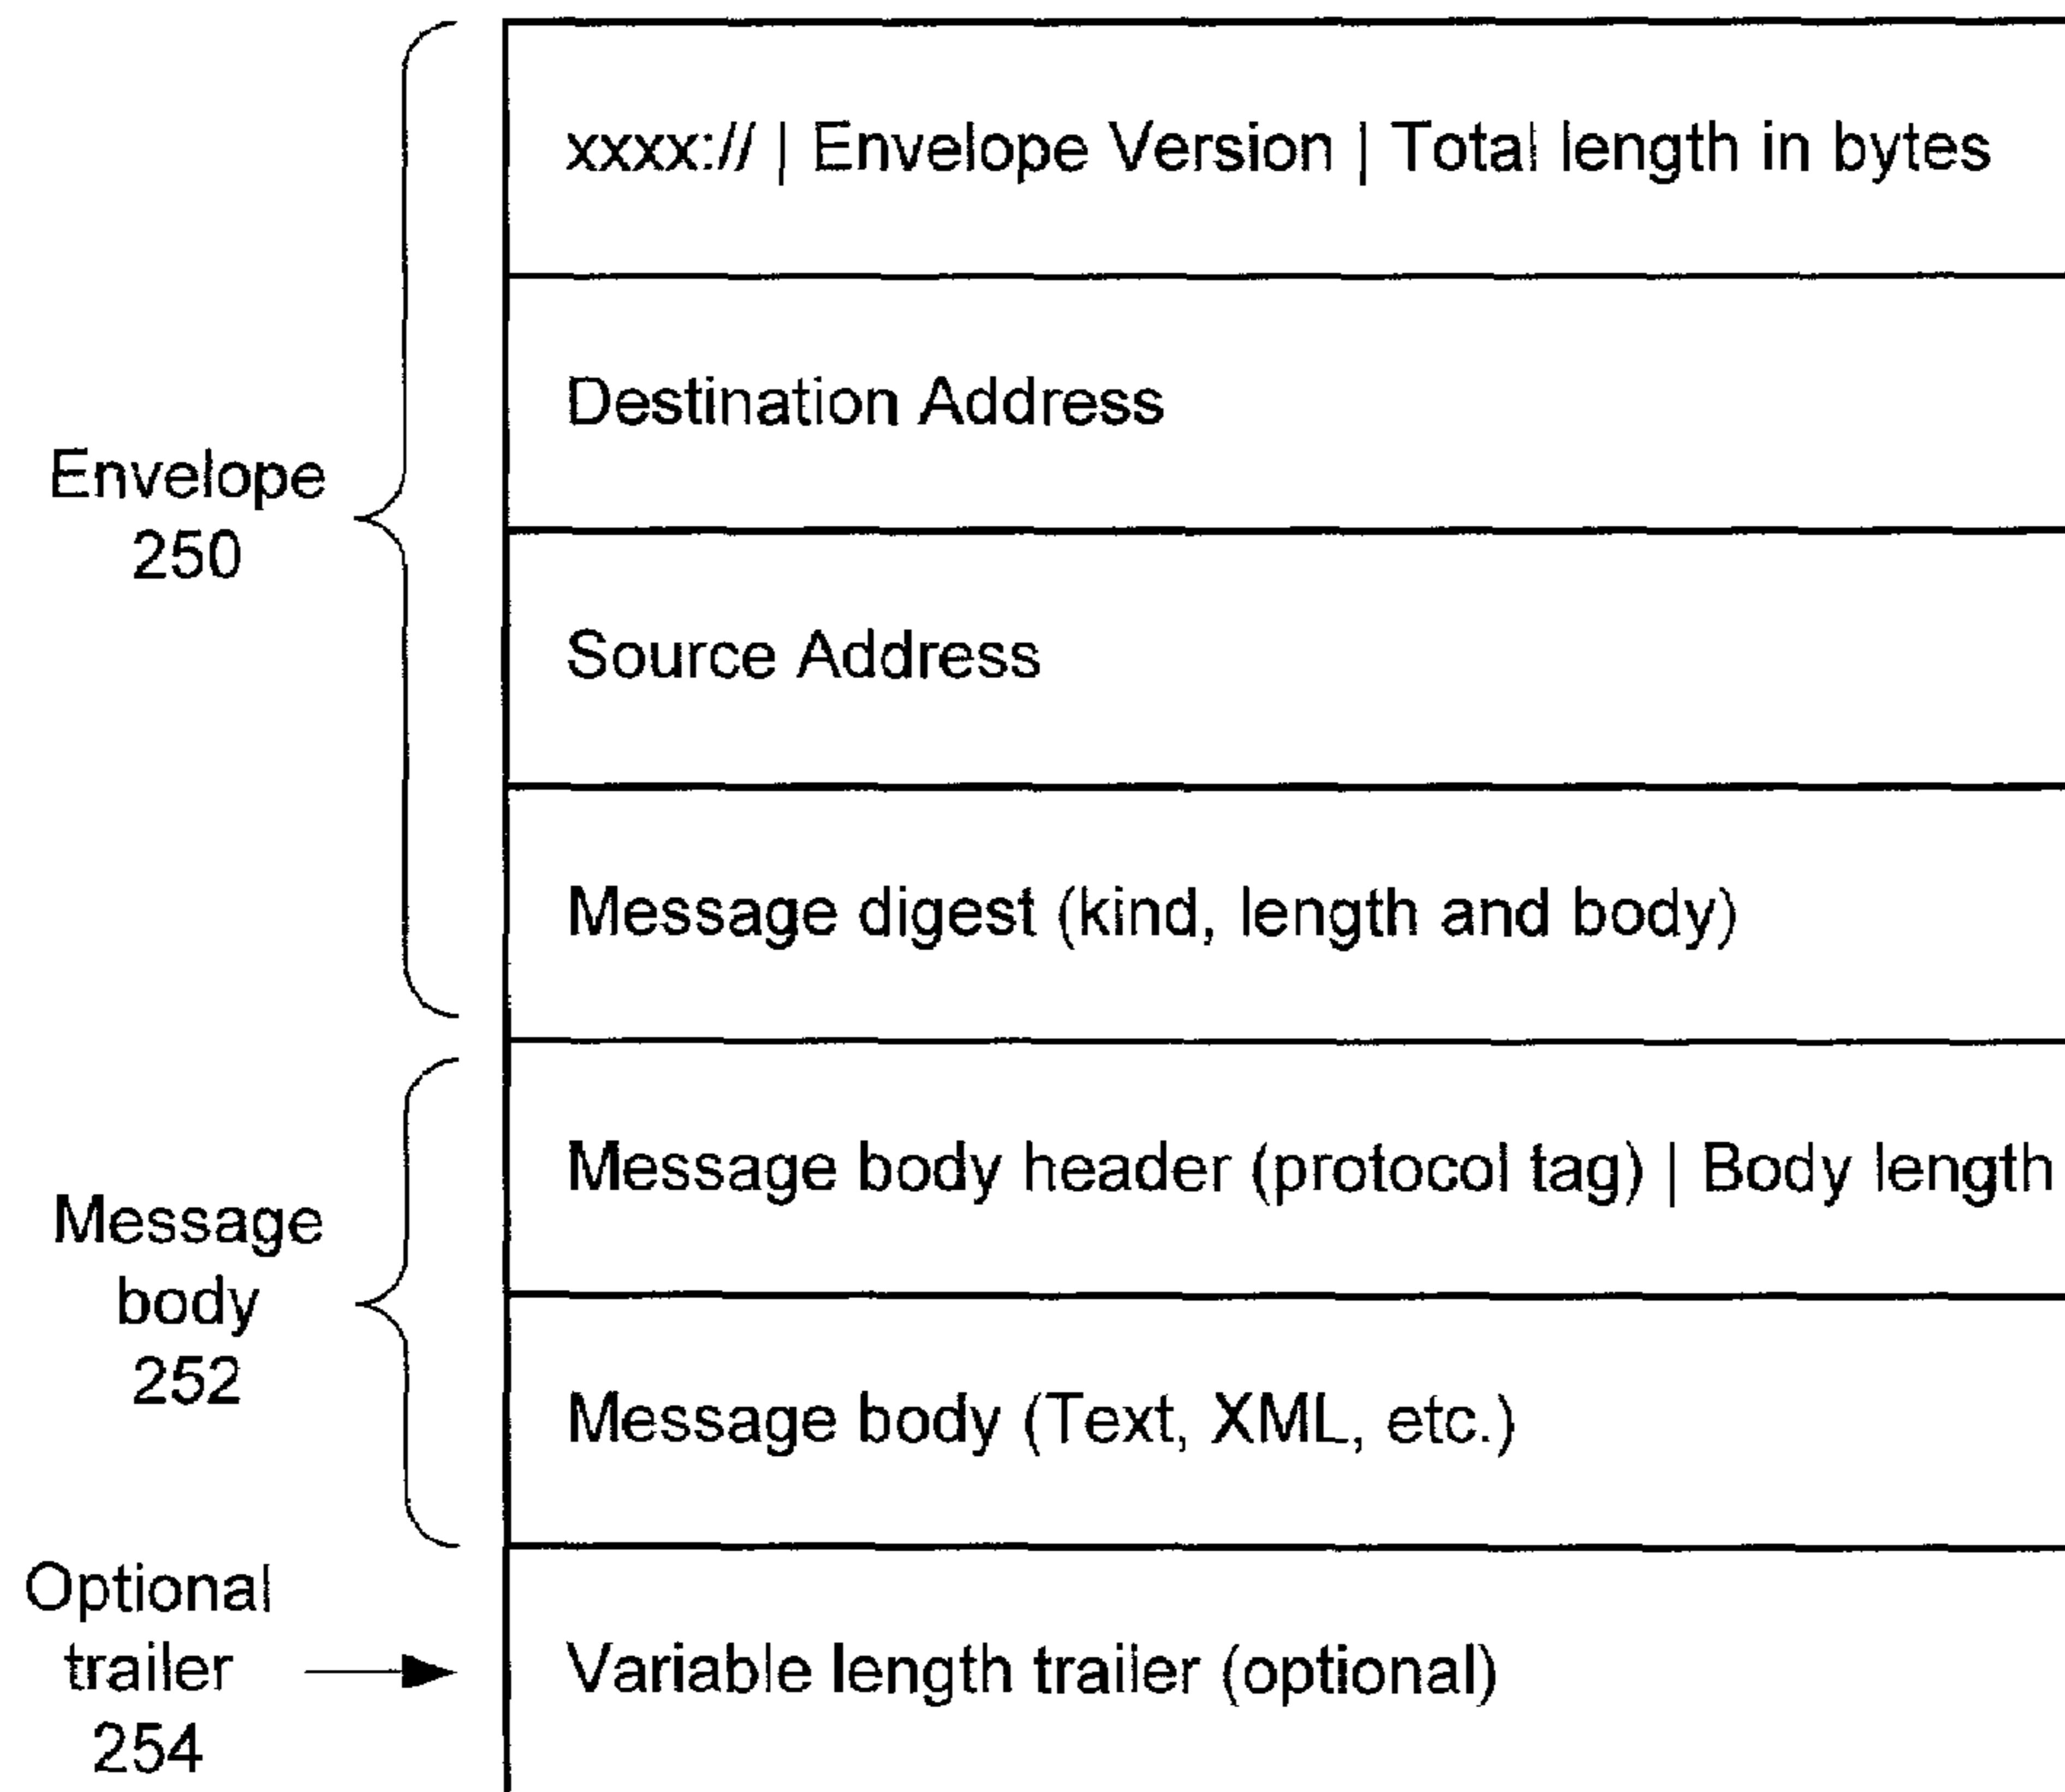 xxxx:// | Envelope Version | Total length in bytes
Destination Address
Envelope
250
Source Address
Message digest (kind, length and body)
Message body header (protocol tag) | Body length
Message
body
252
Message body (Text, XML, etc.)
Optional
trailer
254
Variable length trailer (optional)